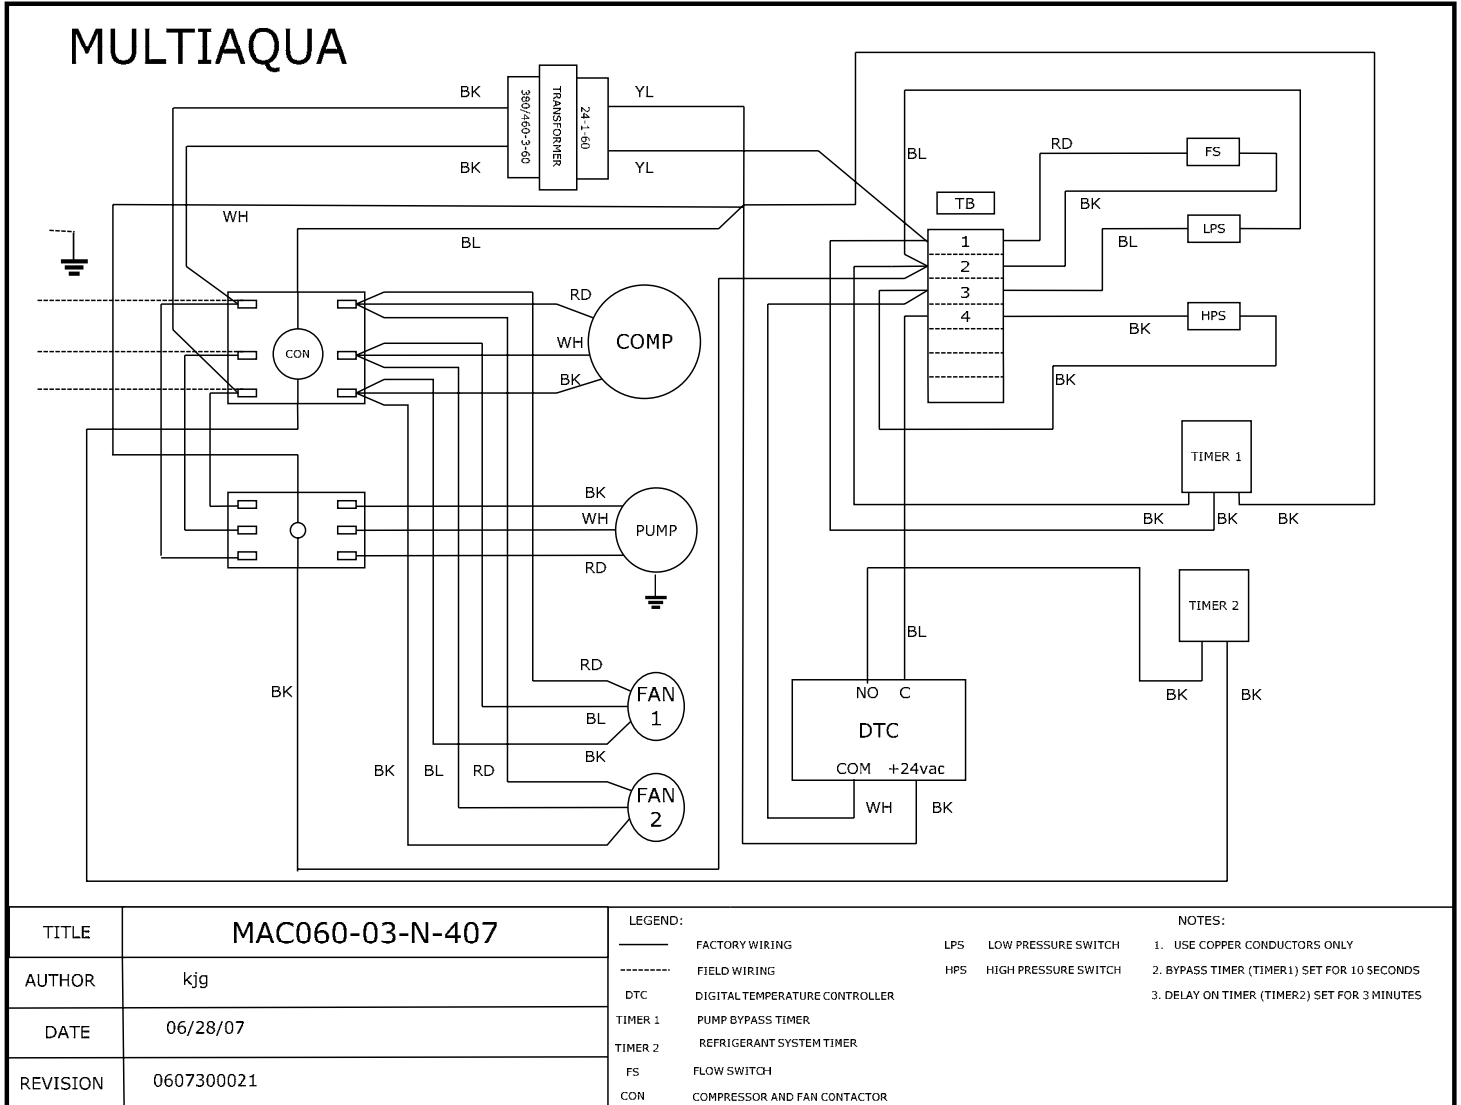 MULTIAQUA
BK
380/460-3-60
TRANSFORMER
24-1-60
YL
BK
YL
WH
BL
BL
RD
FS
TB
BK
BL
LPS
1
2
3
4
BK
HPS
BK
CON
RD
COMP
WH
BK
TIMER 1
BK
BK
BK
BK
WH
PUMP
RD
TIMER 2
BL
BK
BK
BK
RD
FAN
1
BL
BK
BK
BL
RD
FAN
2
NO
C
DTC
COM
+24vac
WH
BK
TITLE
MAC060-03-N-407
AUTHOR
kjg
DATE
06/28/07
REVISION
0607300021
LEGEND:
FACTORY WIRING
FIELD WIRING
DTC DIGITAL TEMPERATURE CONTROLLER
TIMER 1 PUMP BYPASS TIMER
TIMER 2 REFRIGERANT SYSTEM TIMER
FS FLOW SWITCH
CON COMPRESSOR AND FAN CONTACTOR
LPS LOW PRESSURE SWITCH
HPS HIGH PRESSURE SWITCH
NOTES:
1. USE COPPER CONDUCTORS ONLY
2. BYPASS TIMER (TIMER1) SET FOR 10 SECONDS
3. DELAY ON TIMER (TIMER2) SET FOR 3 MINUTES